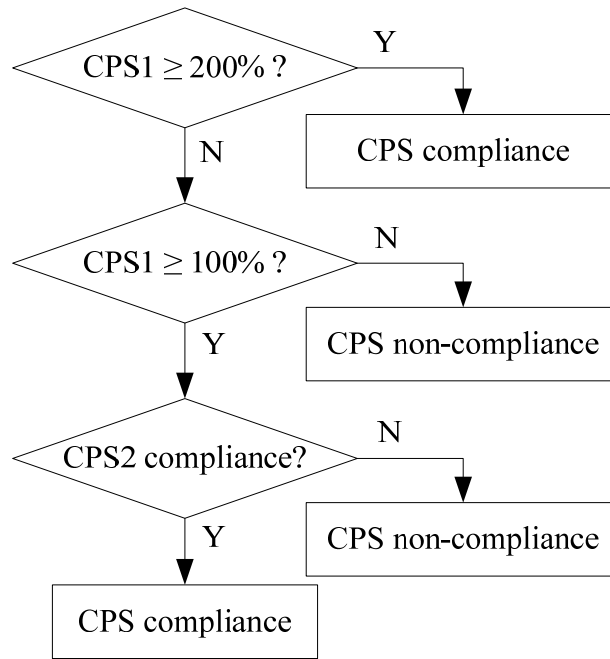 CPS1 ≥ 200% ?
Y
CPS compliance
N
CPS1 ≥ 100% ?
N
CPS non-compliance
Y
CPS2 compliance?
N
CPS non-compliance
Y
CPS compliance